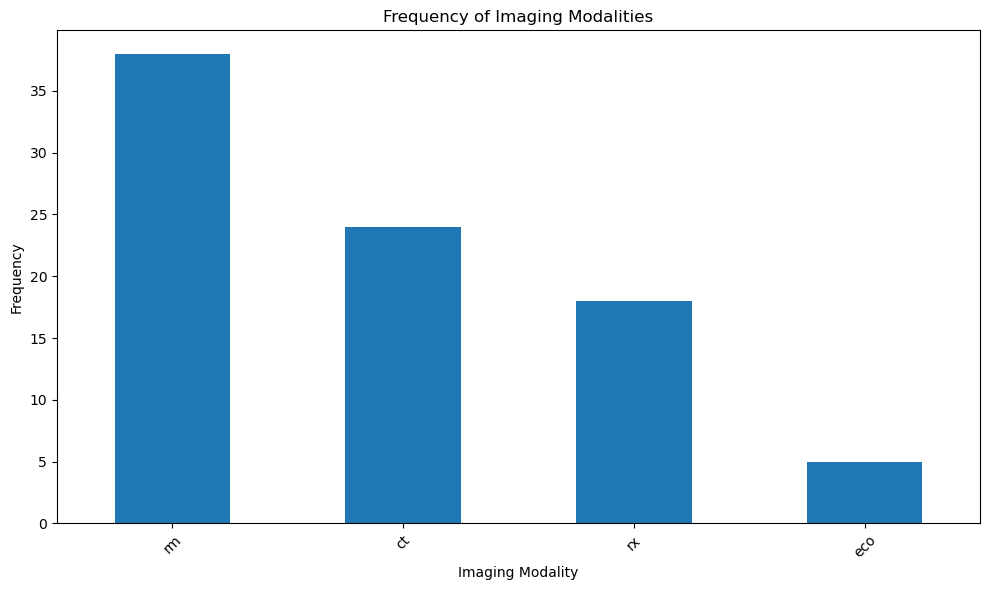 Frequency of Imaging Modalities
Frequency
35
30
25
20
15
10
5
0
rm
ct
rx
eco
Imaging Modality